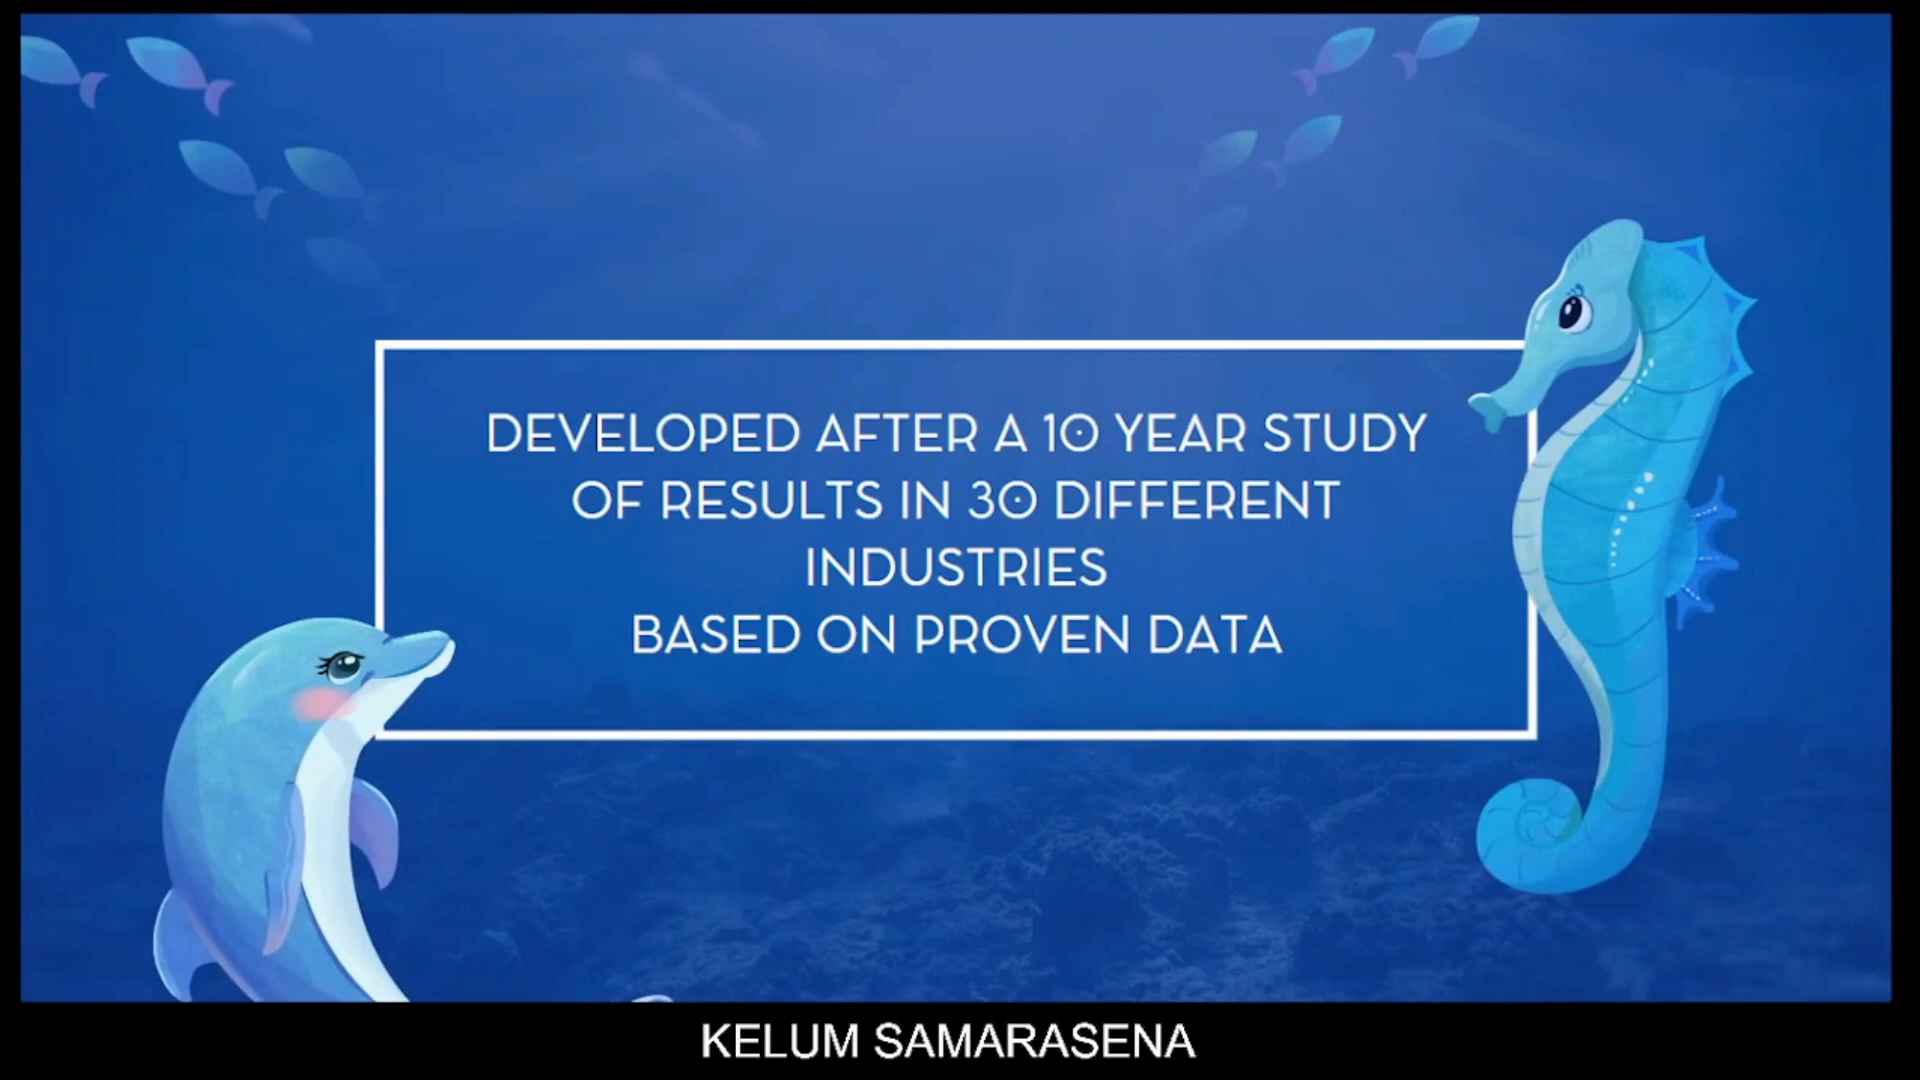 DEVELOPED AFTER A 10 YEAR STUDY
OF RESULTS IN 30 DIFFERENT
INDUSTRIES
BASED ON PROVEN DATA
KELUM SAMARASENA